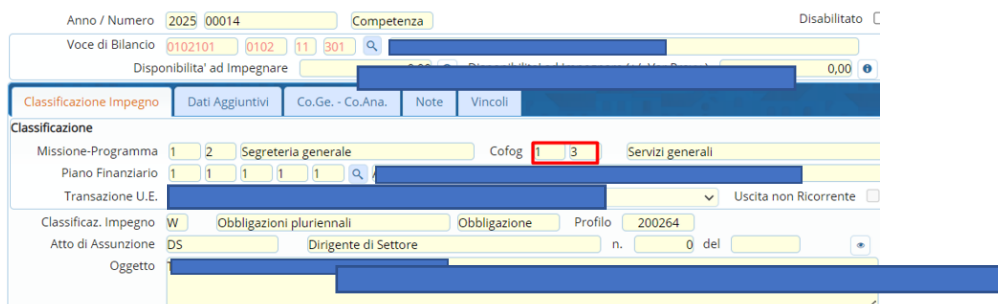 Anno / Numero 2025 00014 Competenza Disabilitato
Voce di Bilancio 0102101 0102 11 301
Disponibilita' ad Impegnare 0,00
Classificazione Impegno Dati Aggiuntivi Co.Ge. - Co.Ana. Note Vincoli
Classificazione
Missione-Programma 1 2 Segreteria generale Cofog 1 3 Servizi generali
Piano Finanziario 1 1 1 1 1
Transazione U.E. Uscita non Ricorrente
Classificaz. Impegno W Obbligazioni pluriennali Obbligazione Profilo 200264
Atto di Assunzione DS Dirigente di Settore n. 0 del
Oggetto